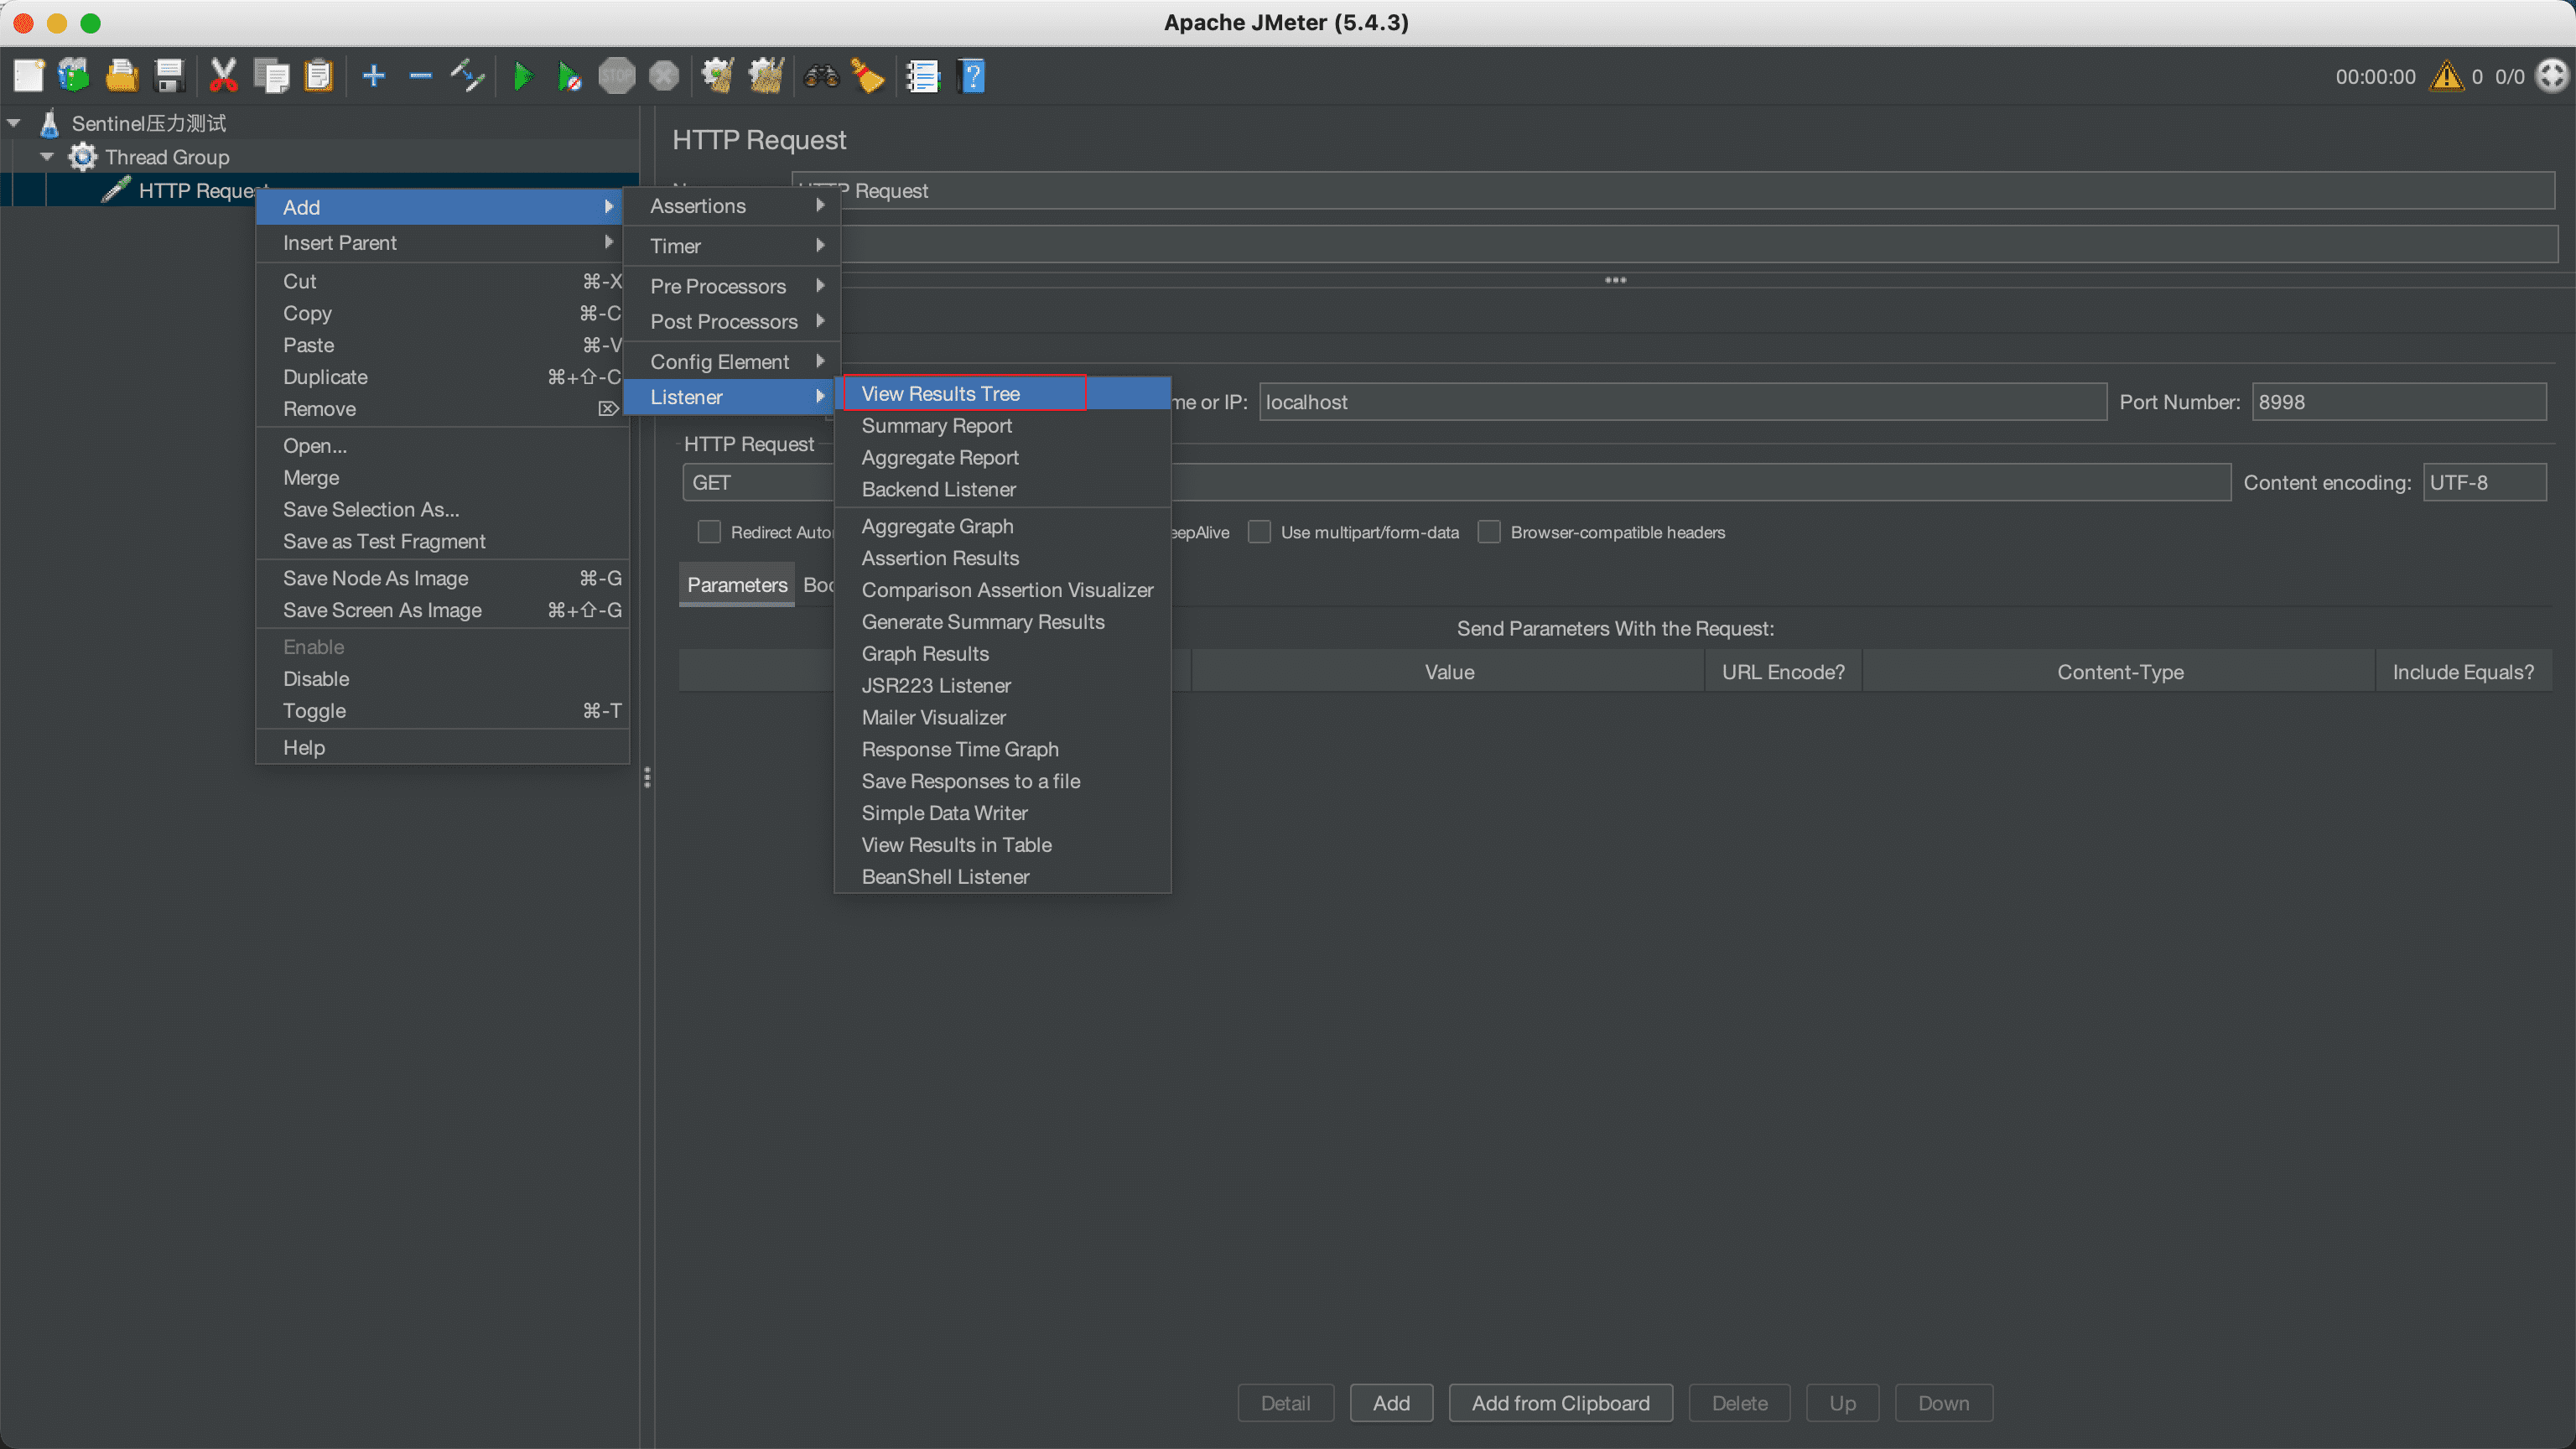 Apache JMeter (5.4.3)
STOP
00:00:00
0 0/0
Sentinel压力测试
Thread Group
HTTP Request
HTTP Request
HTTP Request
Add
Insert Parent
Cut ⌘-X
Copy ⌘-C
Paste ⌘-V
Duplicate ⌘+⇧-C
Remove ⌦
Open...
Merge
Save Selection As...
Save as Test Fragment
Save Node As Image ⌘-G
Save Screen As Image ⌘+⇧-G
Enable
Disable
Toggle ⌘-T
Help
Assertions
Timer
Pre Processors
Post Processors
Config Element
Listener
View Results Tree
Summary Report
Aggregate Report
Backend Listener
Aggregate Graph
Assertion Results
Comparison Assertion Visualizer
Generate Summary Results
Graph Results
JSR223 Listener
Mailer Visualizer
Response Time Graph
Save Responses to a file
Simple Data Writer
View Results in Table
BeanShell Listener
me or IP: localhost Port Number: 8998
HTTP Request
GET Content encoding: UTF-8
Redirect Auto eepAlive Use multipart/form-data Browser-compatible headers
Parameters Bo
Send Parameters With the Request:
Value URL Encode? Content-Type Include Equals?
Detail Add Add from Clipboard Delete Up Down